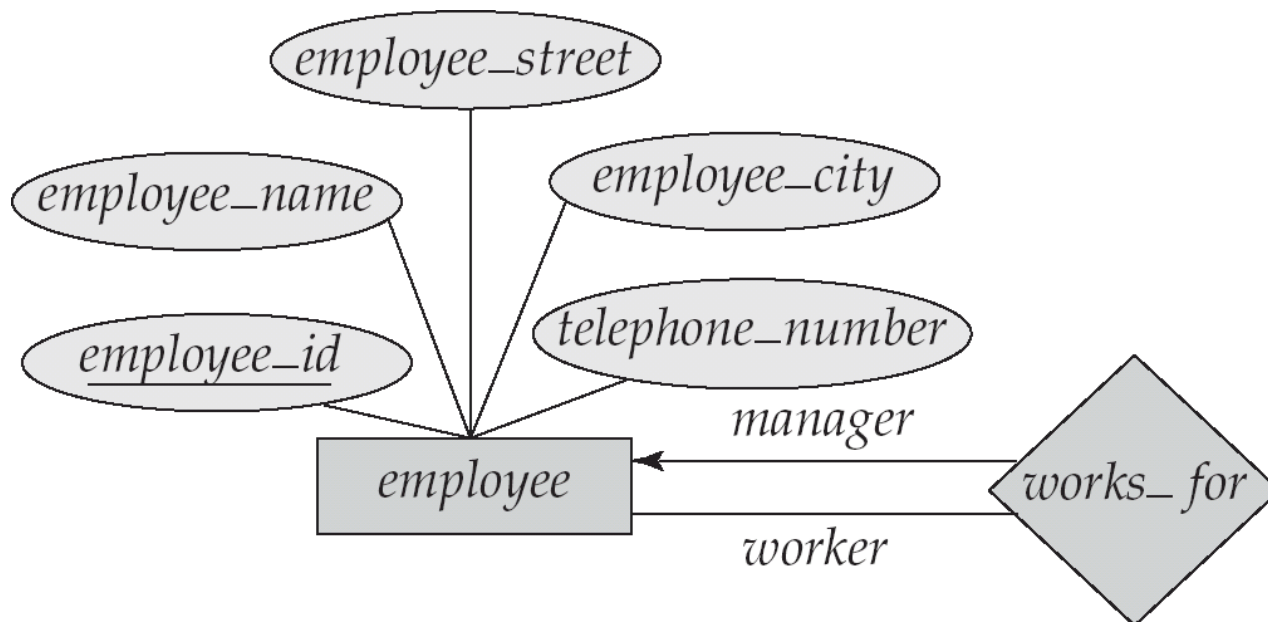 employee_street
employee_name
employee_city
employee_id
telephone_number
manager
employee
works_for
worker